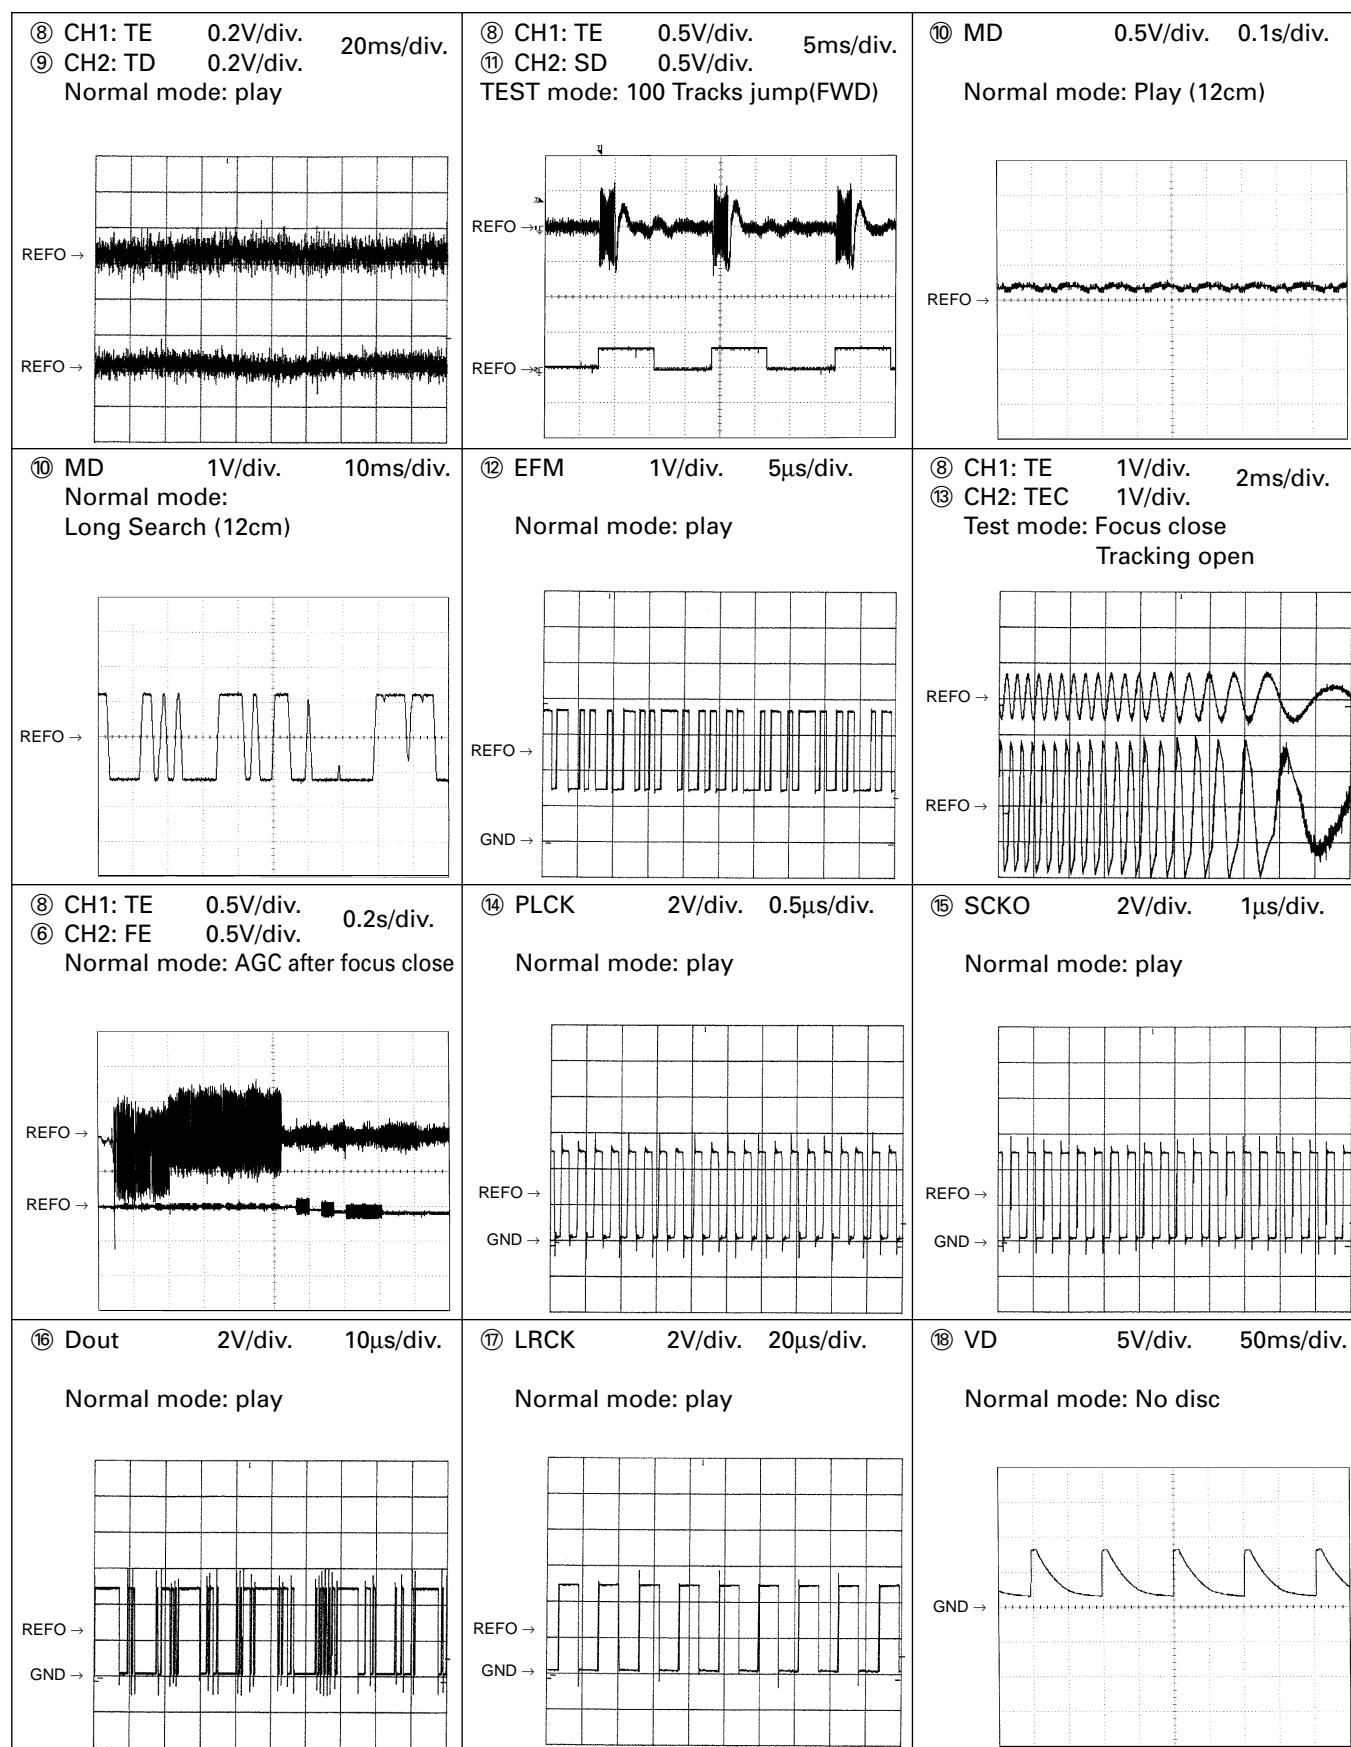 ⑧ CH1: TE 0.2V/div. 20ms/div.
⑨ CH2: TD 0.2V/div.
Normal mode: play
REFO →
REFO →
⑧ CH1: TE 0.5V/div. 5ms/div.
⑪ CH2: SD 0.5V/div.
TEST mode: 100 Tracks jump(FWD)
REFO →
REFO →
⑩ MD 0.5V/div. 0.1s/div.
Normal mode: Play (12cm)
REFO →
⑩ MD 1V/div. 10ms/div.
Normal mode:
Long Search (12cm)
REFO →
⑫ EFM 1V/div. 5µs/div.
Normal mode: play
REFO →
GND →
⑧ CH1: TE 1V/div. 2ms/div.
⑬ CH2: TEC 1V/div.
Test mode: Focus close
Tracking open
REFO →
REFO →
⑧ CH1: TE 0.5V/div. 0.2s/div.
⑥ CH2: FE 0.5V/div.
Normal mode: AGC after focus close
REFO →
REFO →
⑭ PLCK 2V/div. 0.5µs/div.
Normal mode: play
REFO →
GND →
⑮ SCKO 2V/div. 1µs/div.
Normal mode: play
REFO →
GND →
⑯ Dout 2V/div. 10µs/div.
Normal mode: play
REFO →
GND →
⑰ LRCK 2V/div. 20µs/div.
Normal mode: play
REFO →
GND →
⑱ VD 5V/div. 50ms/div.
Normal mode: No disc
GND →